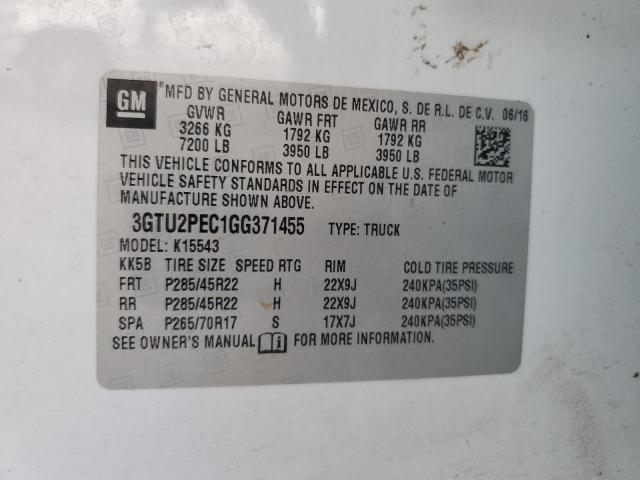 GM
*MFD BY GENERAL MOTORS DE MEXICO, S. DE R.L. DE C.V. 06/16
GVWR GAWR FRT GAWR RR
3266 KG 1792 KG 1792 KG
7200 LB 3950 LB 3950 LB
THIS VEHICLE CONFORMS TO ALL APPLICABLE U.S. FEDERAL MOTOR
VEHICLE SAFETY STANDARDS IN EFFECT ON THE DATE OF
MANUFACTURE SHOWN ABOVE.
3GTU2PEC1GG371455 TYPE: TRUCK
MODEL: K15543
KK5B TIRE SIZE SPEED RTG RIM COLD TIRE PRESSURE
FRT P285/45R22 H 22X9J 240KPA(35PSI)
RR P285/45R22 H 22X9J 240KPA(35PSI)
SPA P265/70R17 S 17X7J 240KPA(35PSI)
SEE OWNER'S MANUAL FOR MORE INFORMATION.